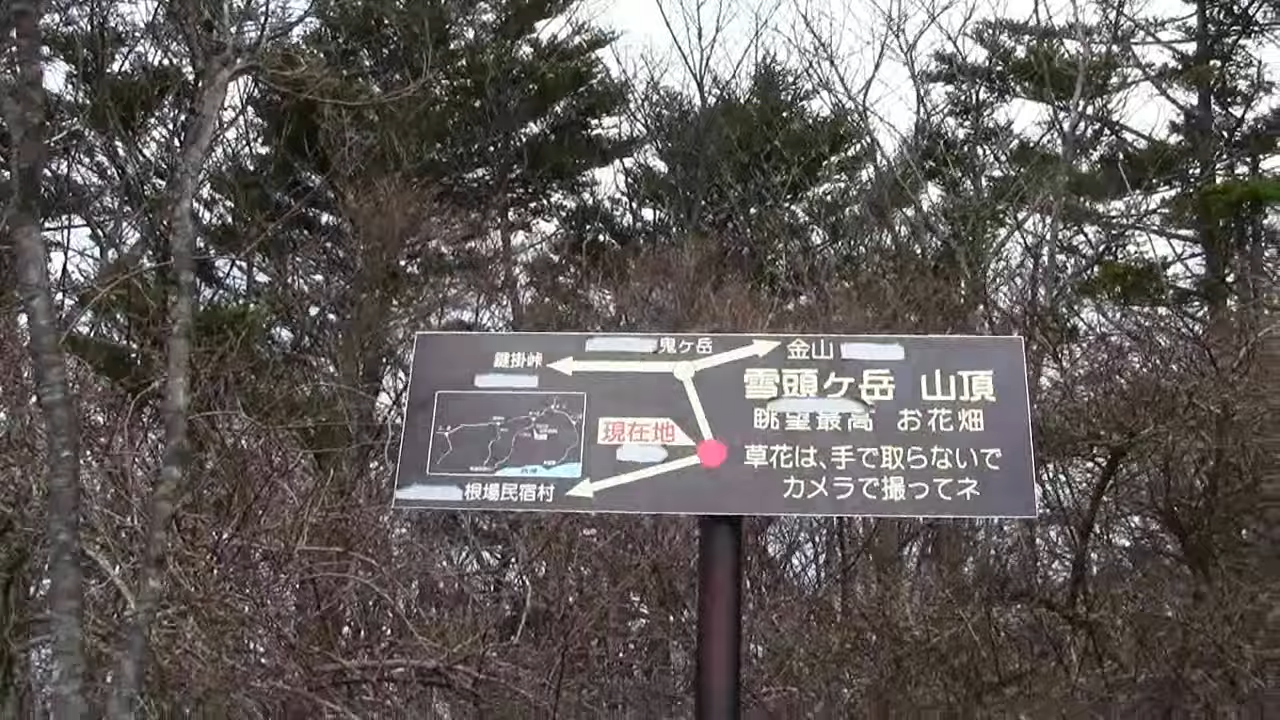 鬼ヶ岳
金山
鍵掛峠
雪頭ヶ岳 山頂
眺望最高 お花畑
現在地
草花は、手で取らないで
カメラで撮ってネ
根場民宿村